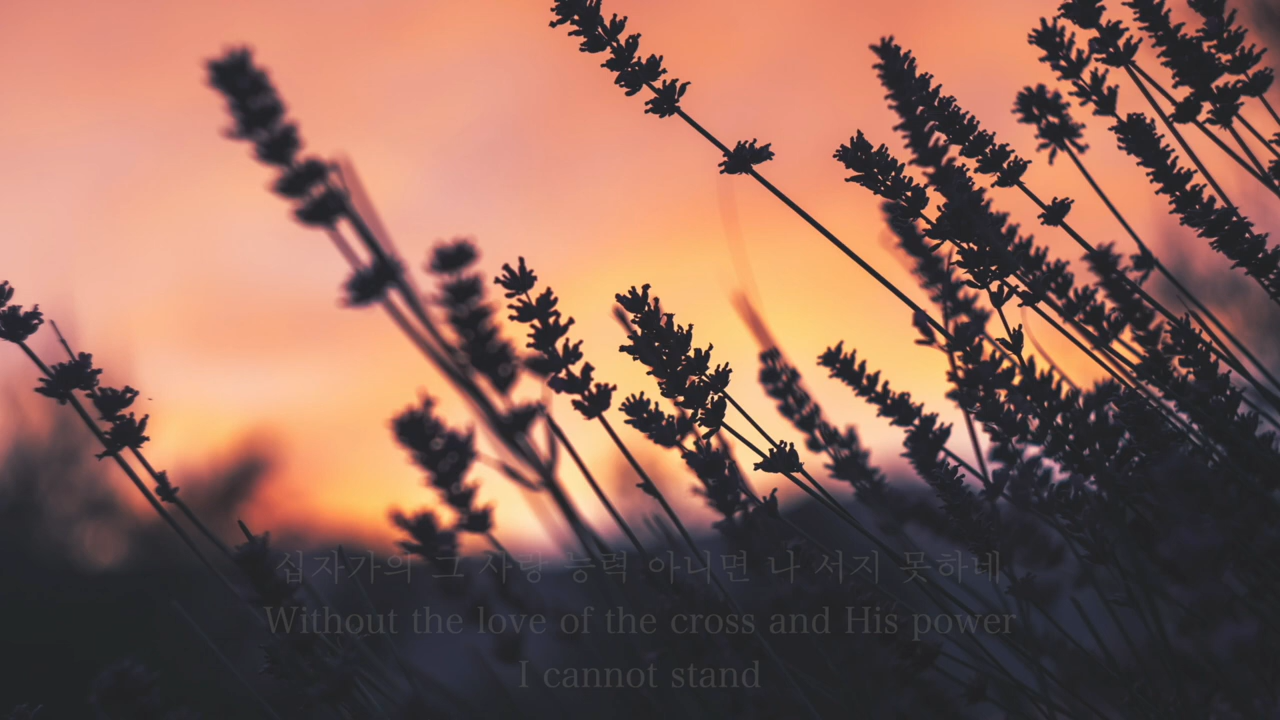 십자가의 그 사랑 능력 아니면 나 서지 못하네
Without the love of the cross and His power
I cannot stand